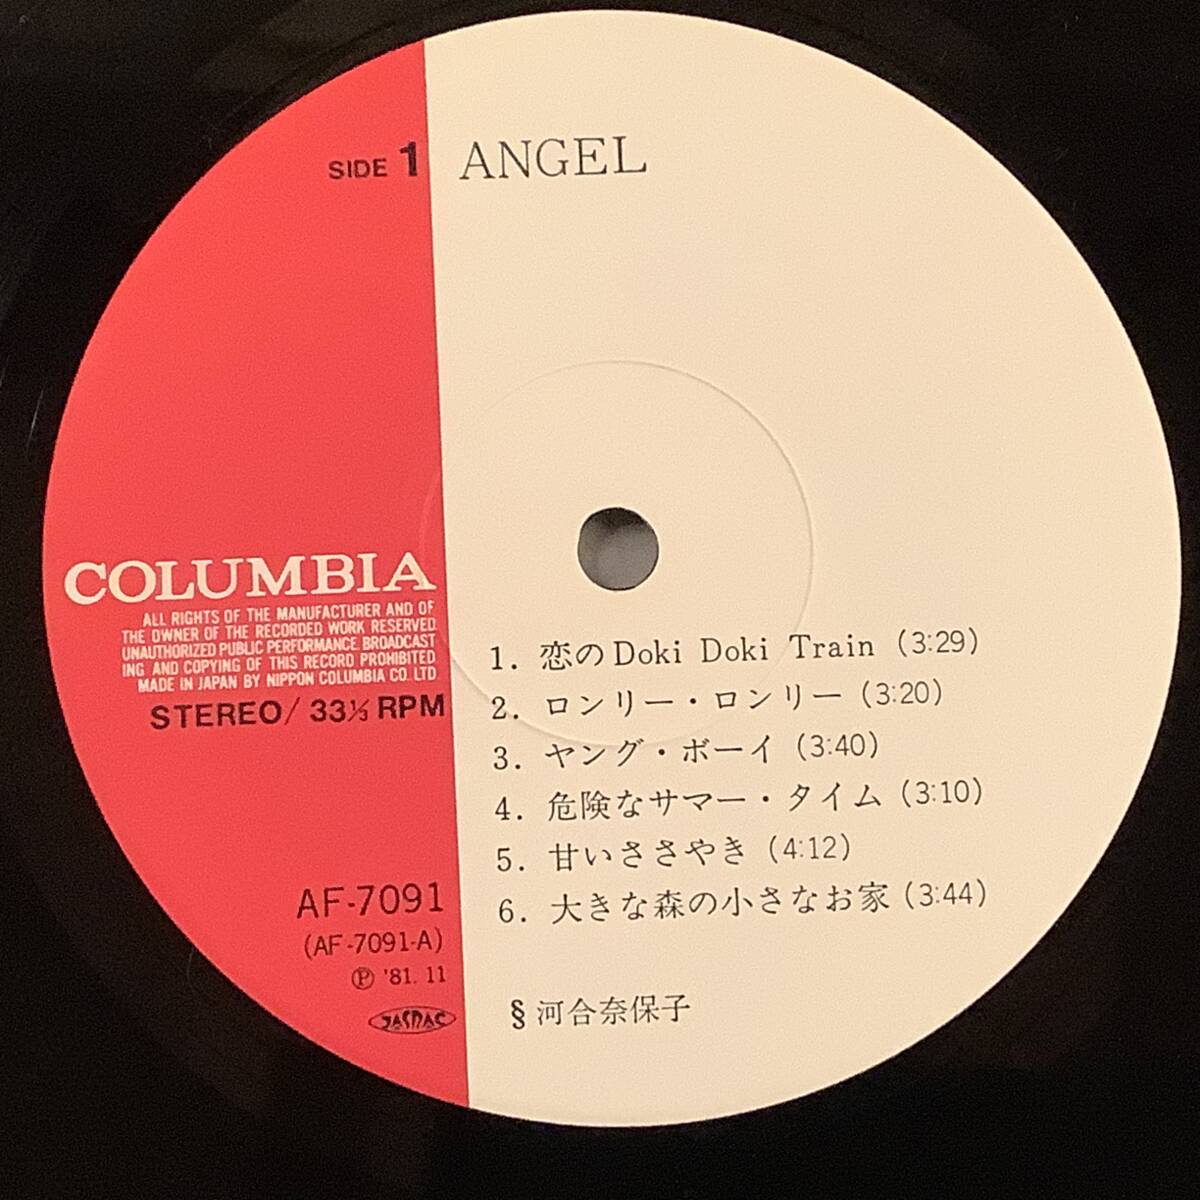 SIDE 1 ANGEL
COLUMBIA
ALL RIGHTS OF THE MANUFACTURER AND OF
THE OWNER OF THE RECORDED WORK RESERVED
UNAUTHORIZED PUBLIC PERFORMANCE BROADCAST
ING AND COPYING OF THIS RECORD PROHIBITED
MADE IN JAPAN BY NIPPON COLUMBIA CO. LTD.
STEREO/ 33⅓ RPM
1. 恋のDoki Doki Train (3:29)
2. ロンリー・ロンリー (3:20)
3. ヤング・ボーイ (3:40)
4. 危険なサマー・タイム (3:10)
5. 甘いささやき (4:12)
6. 大きな森の小さなお家 (3:44)
AF-7091
(AF-7091-A)
Ⓟ '81. 11
JASRAC
§ 河合奈保子